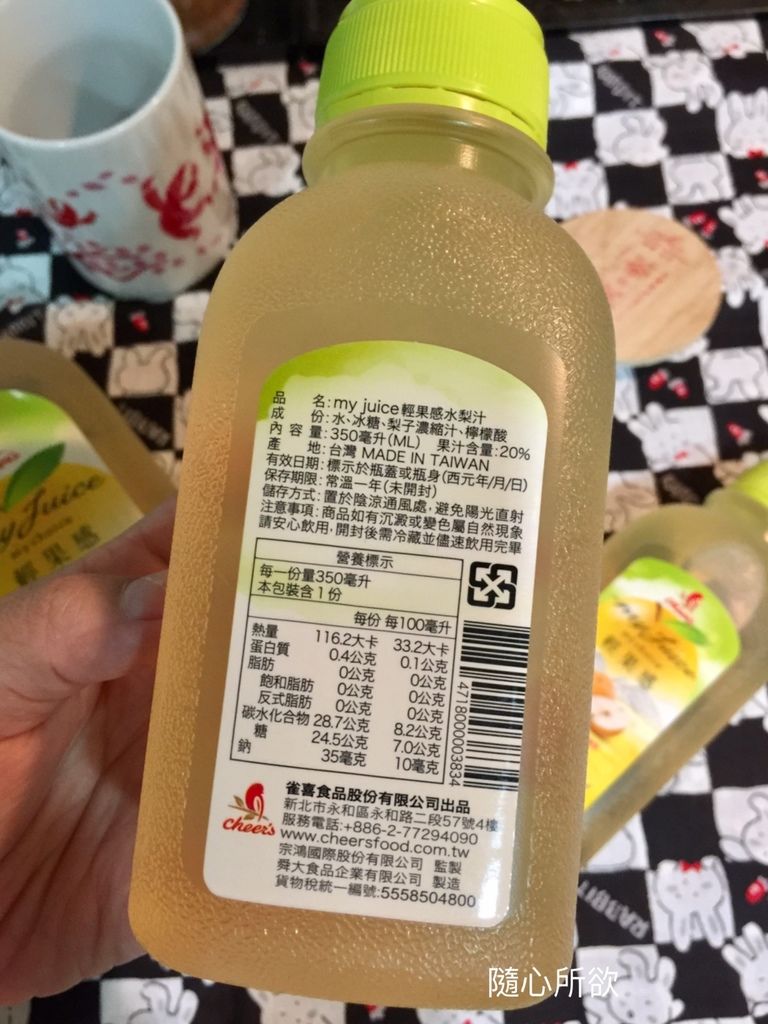 品 名:my juice輕果感水梨汁
成 份:水、冰糖、梨子濃縮汁、檸檬酸
內容量:350毫升(ML) 果汁含量:20%
產 地:台灣 MADE IN TAIWAN
有效日期:標示於瓶蓋或瓶身(西元年/月/日)
保存期限:常溫一年(未開封)
儲存方式:置於陰涼通風處,避免陽光直射
注意事項:商品如有沉澱或變色屬自然現象
請安心飲用,開封後需冷藏並儘速飲用完畢
營養標示
每一份量350毫升
本包裝含1份
每份 每100毫升
熱量 116.2大卡 33.2大卡
蛋白質 0.4公克 0.1公克
脂肪 0公克 0公克
飽和脂肪 0公克 0公克
反式脂肪 0公克 0公克
碳水化合物 28.7公克 8.2公克
糖 24.5公克 7.0公克
鈉 35毫克 10毫克
4718000003834
cheers
雀喜食品股份有限公司出品
新北市永和區永和路二段57號4樓
服務電話:+886-2-77294090
www.cheersfood.com.tw
宗鴻國際股份有限公司 監製
舜大食品企業有限公司 製造
貨物稅統一編號:5558504800
my Juice
輕果感
my Juice
輕果感
RABBIT
隨心所欲